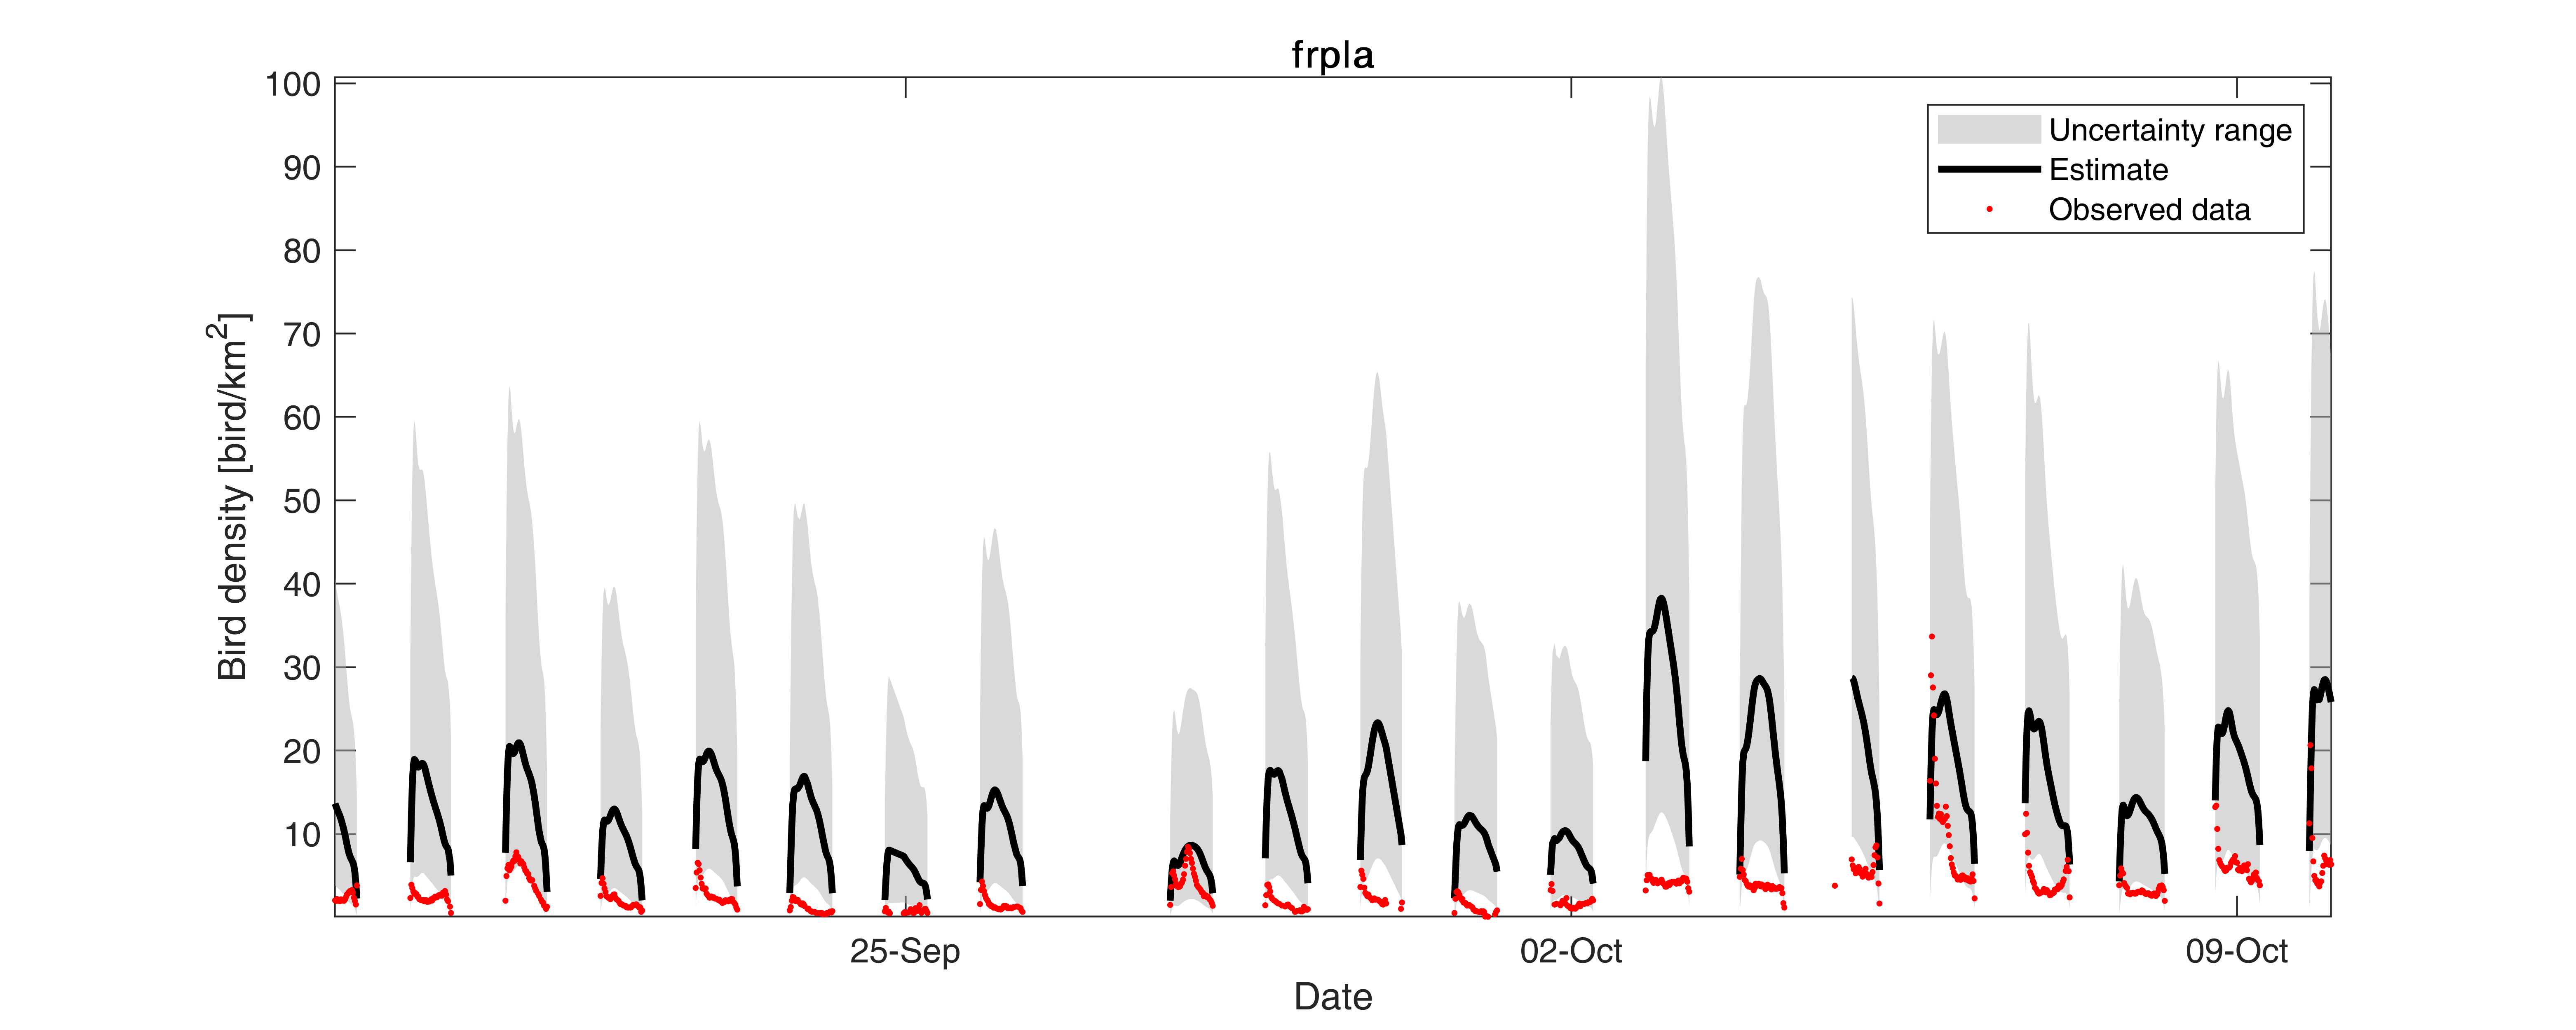 frpla
100
90
80
70
60
50
40
30
20
10
Bird density [bird/km²]
Uncertainty range
Estimate
Observed data
25-Sep
02-Oct
09-Oct
Date